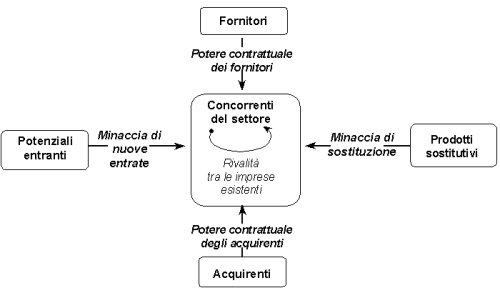 Fornitori
Potere contrattuale
dei fornitori
Concorrenti
del settore
Rivalità
tra le imprese
esistenti
Potenziali
entranti
Minaccia di
nuove
entrate
Minaccia di
sostituzione
Prodotti
sostitutivi
Potere contrattuale
degli acquirenti
Acquirenti